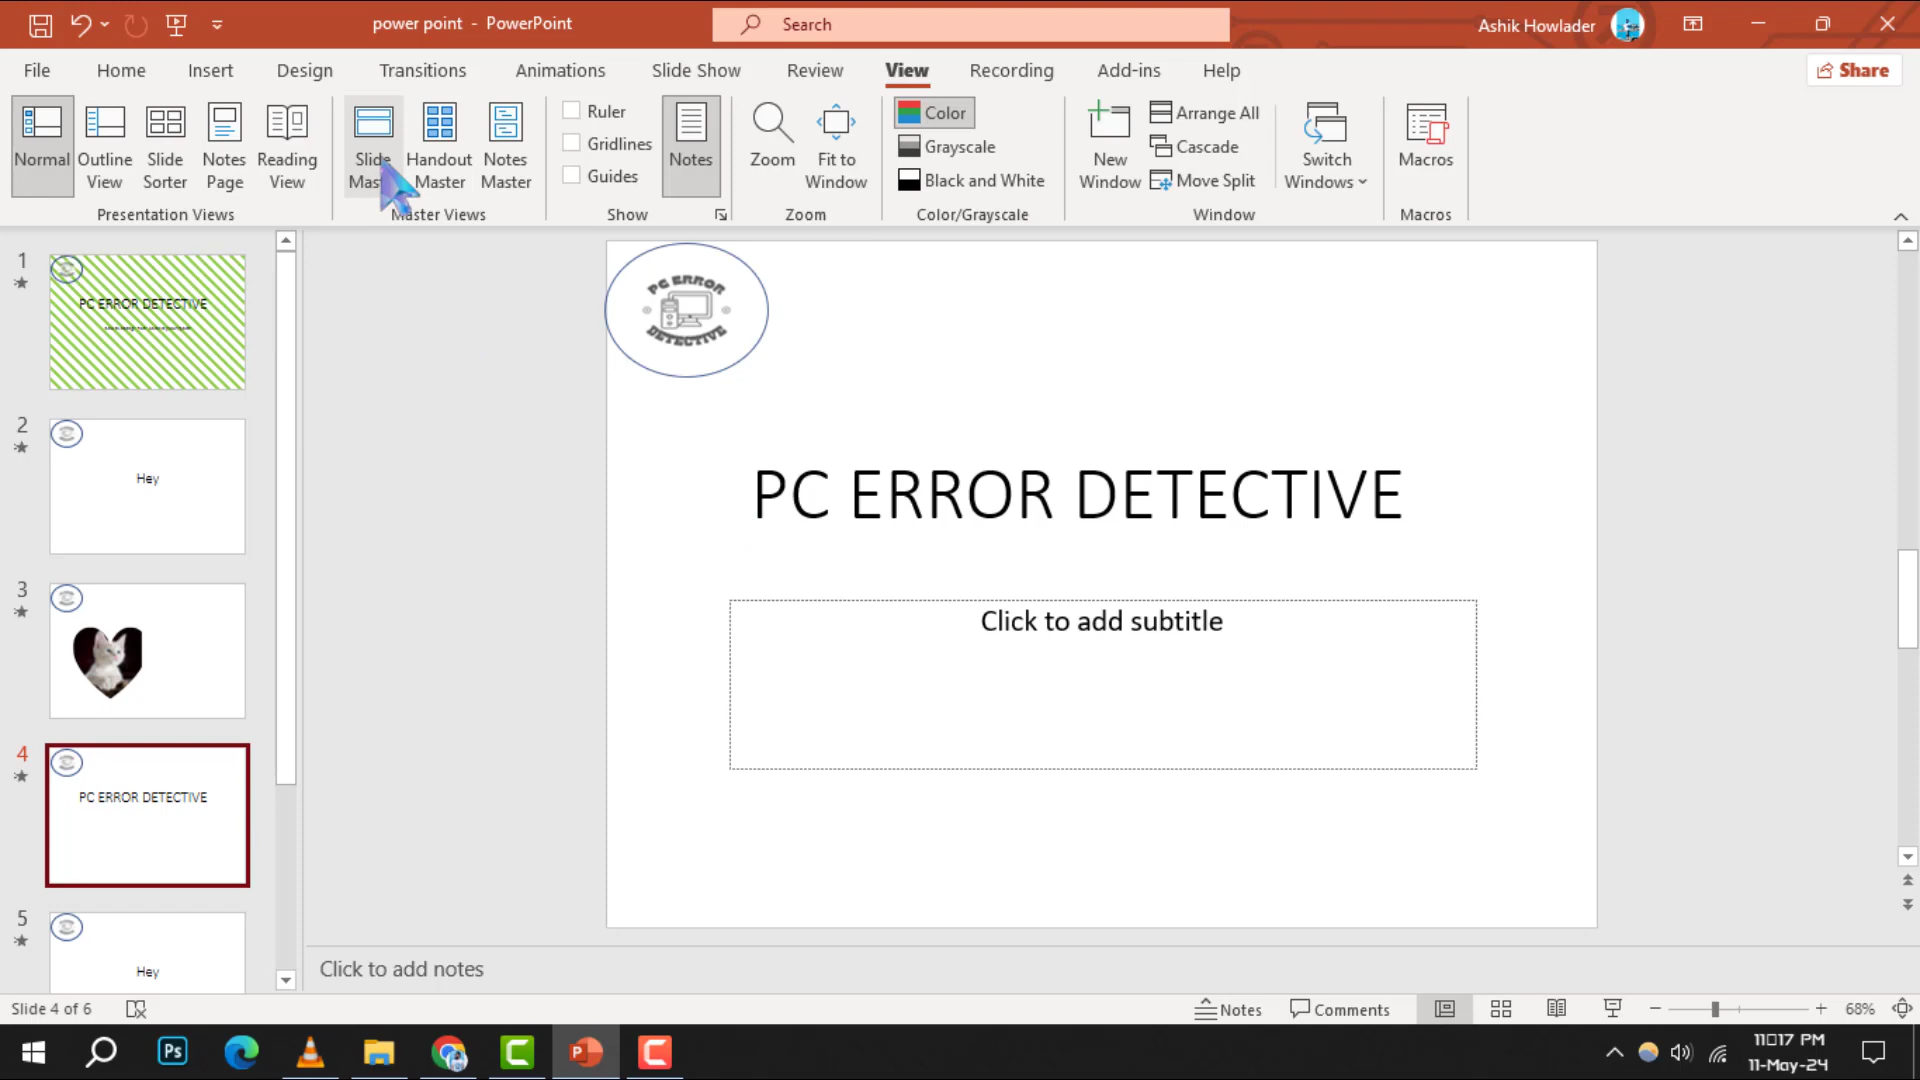 power point - PowerPoint
Search
Ashik Howlader
File Home Insert Design Transitions Animations Slide Show Review View Recording Add-ins Help
Share
Normal
Outline View
Slide Sorter
Notes Page
Reading View
Presentation Views
Slide
Handout Master
Notes Master
Master Views
Ruler
Gridlines
Guides
Show
Notes
Zoom
Fit to Window
Zoom
Color
Grayscale
Black and White
Color/Grayscale
New Window
Arrange All
Cascade
Move Split
Switch Windows
Window
Macros
Macros
1
PC ERROR DETECTIVE
2
Hey
3
4
PC ERROR DETECTIVE
5
Hey
PC ERROR
DETECTIVE
PC ERROR DETECTIVE
Click to add subtitle
Click to add notes
Slide 4 of 6
Notes
Comments
68%
Ps
11:17 PM
11-May-24